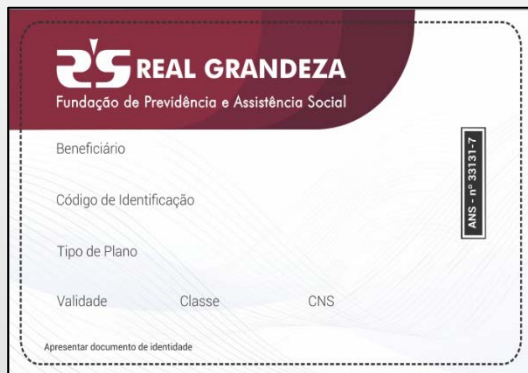 REAL GRANDEZA
Fundação de Previdência e Assistência Social
Beneficiário
Código de Identificação
Tipo de Plano
Validade Classe CNS
Apresentar documento de identidade
ANS - nº 33131-7